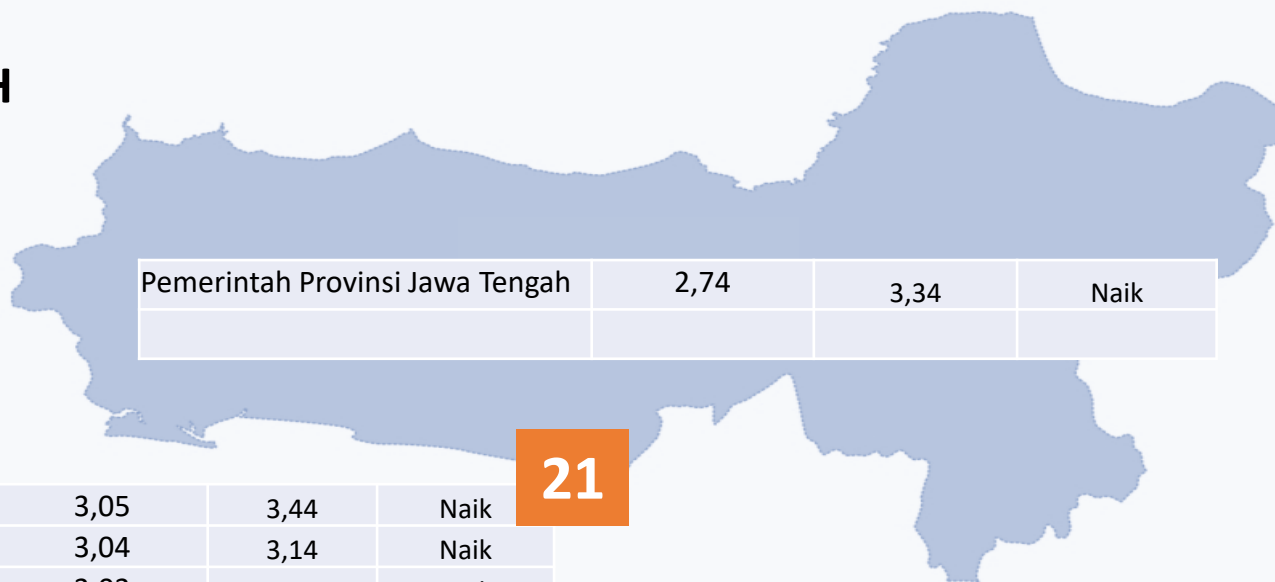 H
Pemerintah Provinsi Jawa Tengah 2,74 3,34 Naik
21
3,05 3,44 Naik
3,04 3,14 Naik